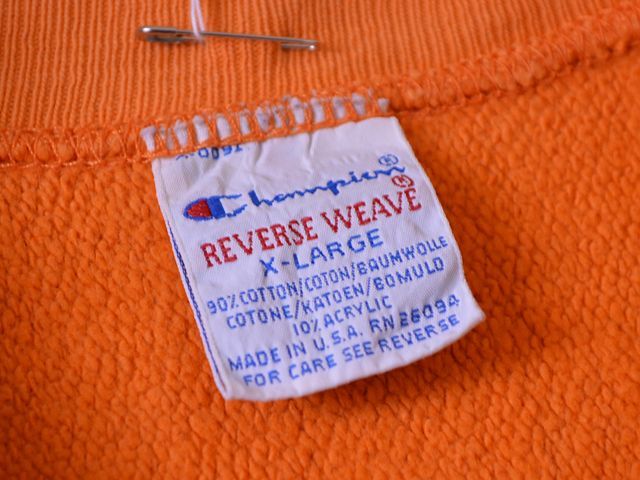 Champion®
REVERSE WEAVE®
X-LARGE
90% COTTON/COTON/BAUMWOLLE
COTONE/KATOEN/BOMULD
10% ACRYLIC
MADE IN U.S.A. RN 26094
FOR CARE SEE REVERSE